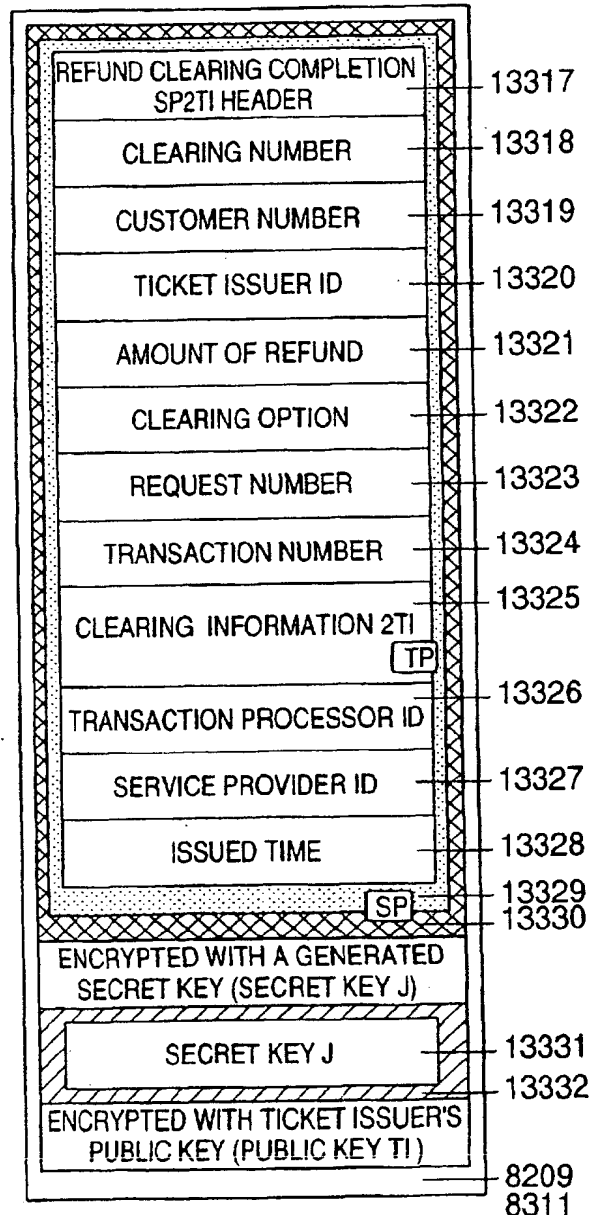 REFUND CLEARING COMPLETION
SP2TI HEADER
13317
CLEARING NUMBER
13318
CUSTOMER NUMBER
13319
TICKET ISSUER ID
13320
AMOUNT OF REFUND
13321
CLEARING OPTION
13322
REQUEST NUMBER
13323
TRANSACTION NUMBER
13324
CLEARING INFORMATION 2TI
13325
TP
TRANSACTION PROCESSOR ID
13326
SERVICE PROVIDER ID
13327
ISSUED TIME
13328
SP
13329
13330
ENCRYPTED WITH A GENERATED
SECRET KEY (SECRET KEY J)
SECRET KEY J
13331
13332
ENCRYPTED WITH TICKET ISSUER'S
PUBLIC KEY (PUBLIC KEY TI )
8209
8311